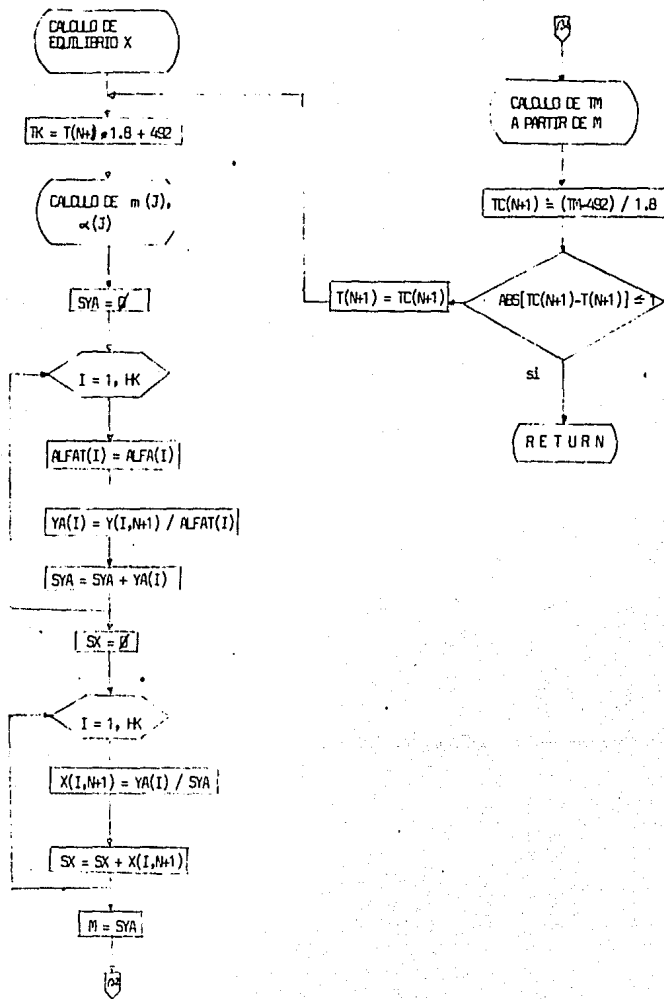 CALCULO DE
EQUILIBRIO X
TK = T(N+1)*1.8 + 492
CALCULO DE m (J),
α(J)
SYA = Ø
I = 1, HK
ALFAT(I) = ALFA(I)
YA(I) = Y(I,N+1) / ALFAT(I)
SYA = SYA + YA(I)
SX = Ø
I = 1, HK
X(I,N+1) = YA(I) / SYA
SX = SX + X(I,N+1)
M = SYA
CALCULO DE TM
A PARTIR DE M
TC(N+1) = (TM-492) / 1.8
T(N+1) = TC(N+1)
ABS[TC(N+1)-T(N+1)] ≤ 1
si
RETURN